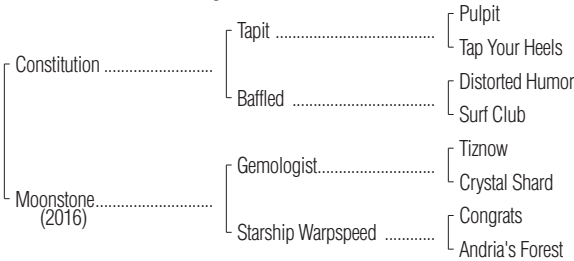 Pulpit
Tapit ........................................
Tap Your Heels
Constitution ...........................
Distorted Humor
Baffled ....................................
Surf Club
Tiznow
Gemologist.............................
Crystal Shard
Moonstone.............................
(2016)
Congrats
Starship Warpspeed ............
Andria's Forest